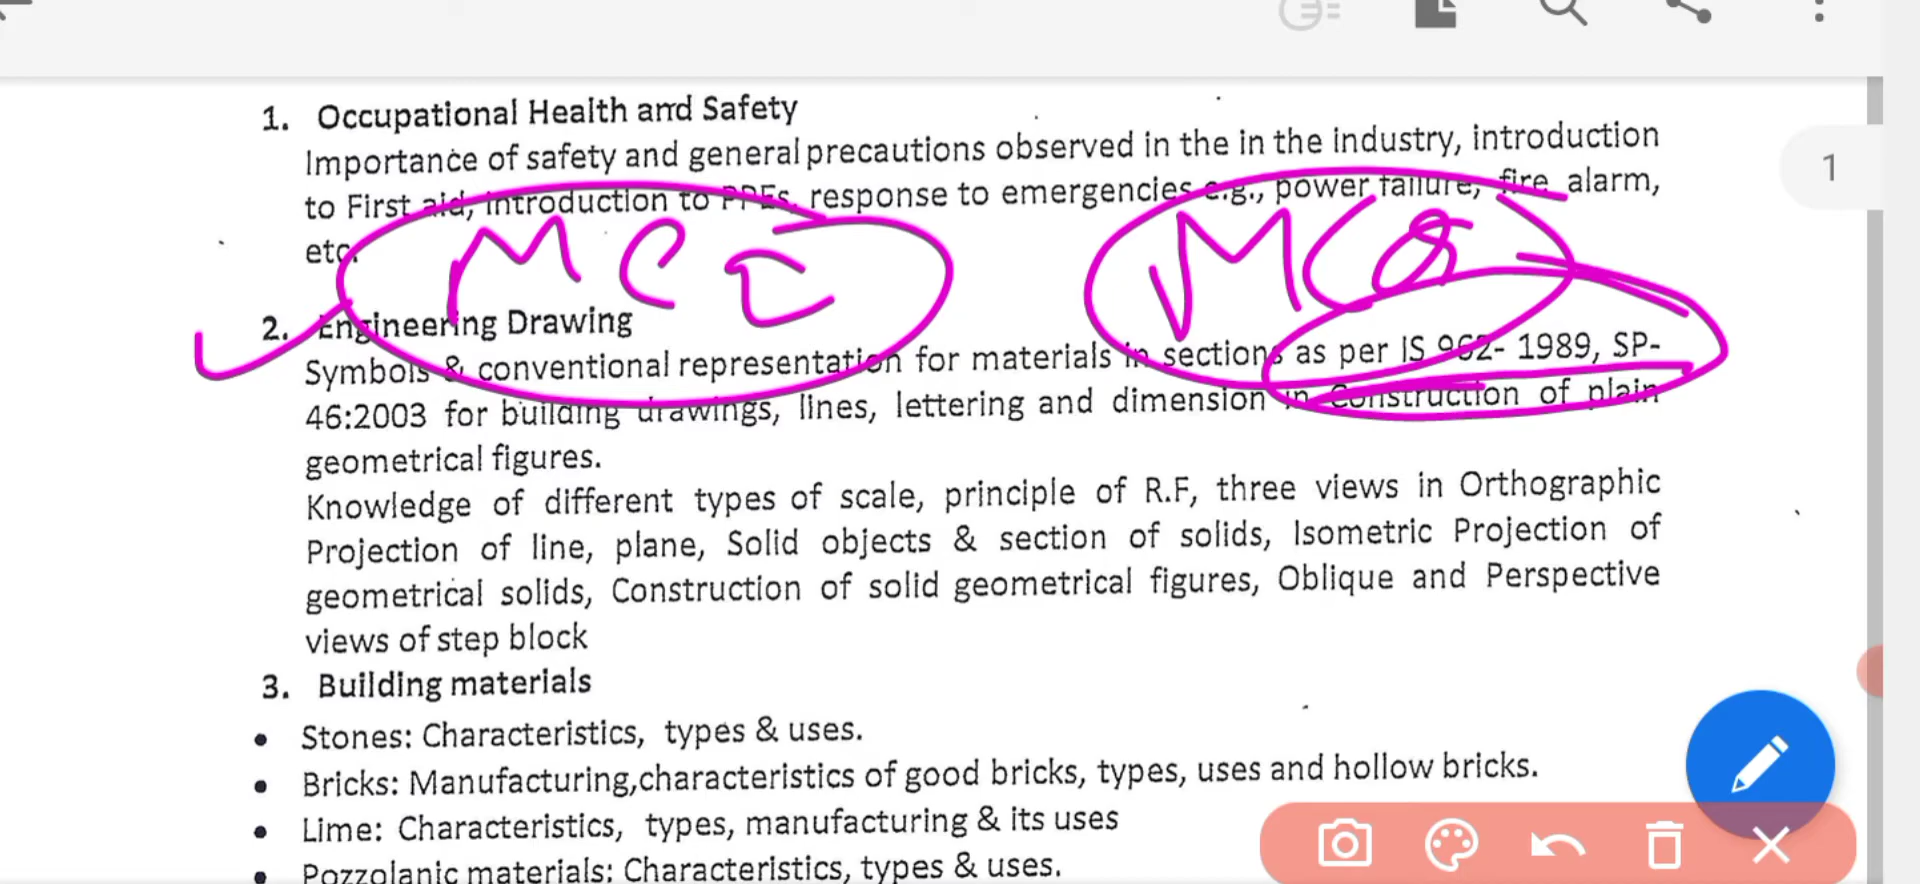 1
1. Occupational Health and Safety
Importance of safety and general precautions observed in the in the industry, introduction
to First aid, introduction to PPEs, response to emergencies e.g., power failure, fire alarm,
etc.
MCD MCQ
2. Engineering Drawing
Symbols & conventional representation for materials in sections as per IS 962- 1989, SP-
46:2003 for building drawings, lines, lettering and dimension in Construction of plain
geometrical figures.
Knowledge of different types of scale, principle of R.F, three views in Orthographic
Projection of line, plane, Solid objects & section of solids, Isometric Projection of
geometrical solids, Construction of solid geometrical figures, Oblique and Perspective
views of step block
3. Building materials
• Stones: Characteristics, types & uses.
• Bricks: Manufacturing,characteristics of good bricks, types, uses and hollow bricks.
• Lime: Characteristics, types, manufacturing & its uses
• Pozzolanic materials: Characteristics, types & uses.